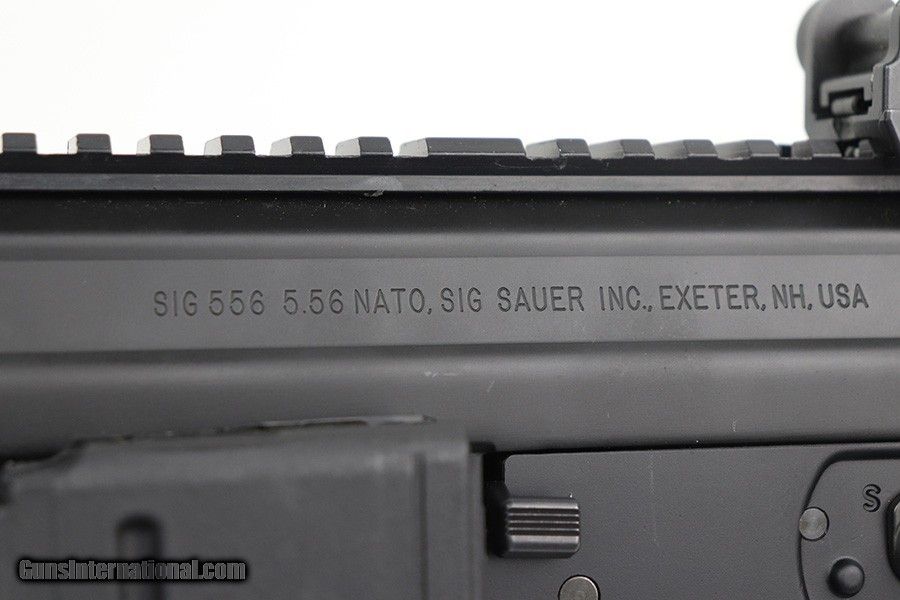 SIG 556 5.56 NATO, SIG SAUER INC., EXETER, NH, USA
S
GunsInternational.com